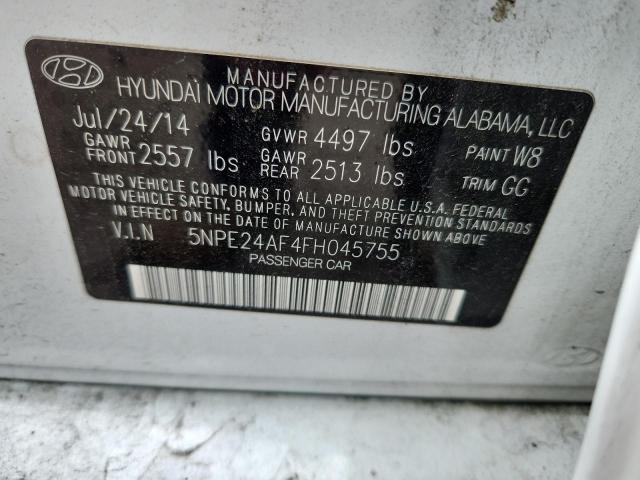 MANUFACTURED BY
HYUNDAI MOTOR MANUFACTURING ALABAMA, LLC
Jul/24/14 GVWR 4497 lbs PAINT W8
GAWR FRONT 2557 lbs GAWR REAR 2513 lbs TRIM GG
THIS VEHICLE CONFORMS TO ALL APPLICABLE U.S.A. FEDERAL
MOTOR VEHICLE SAFETY, BUMPER, AND THEFT PREVENTION STANDARDS
IN EFFECT ON THE DATE OF MANUFACTURE SHOWN ABOVE.
V.I.N 5NPE24AF4FH045755
PASSENGER CAR